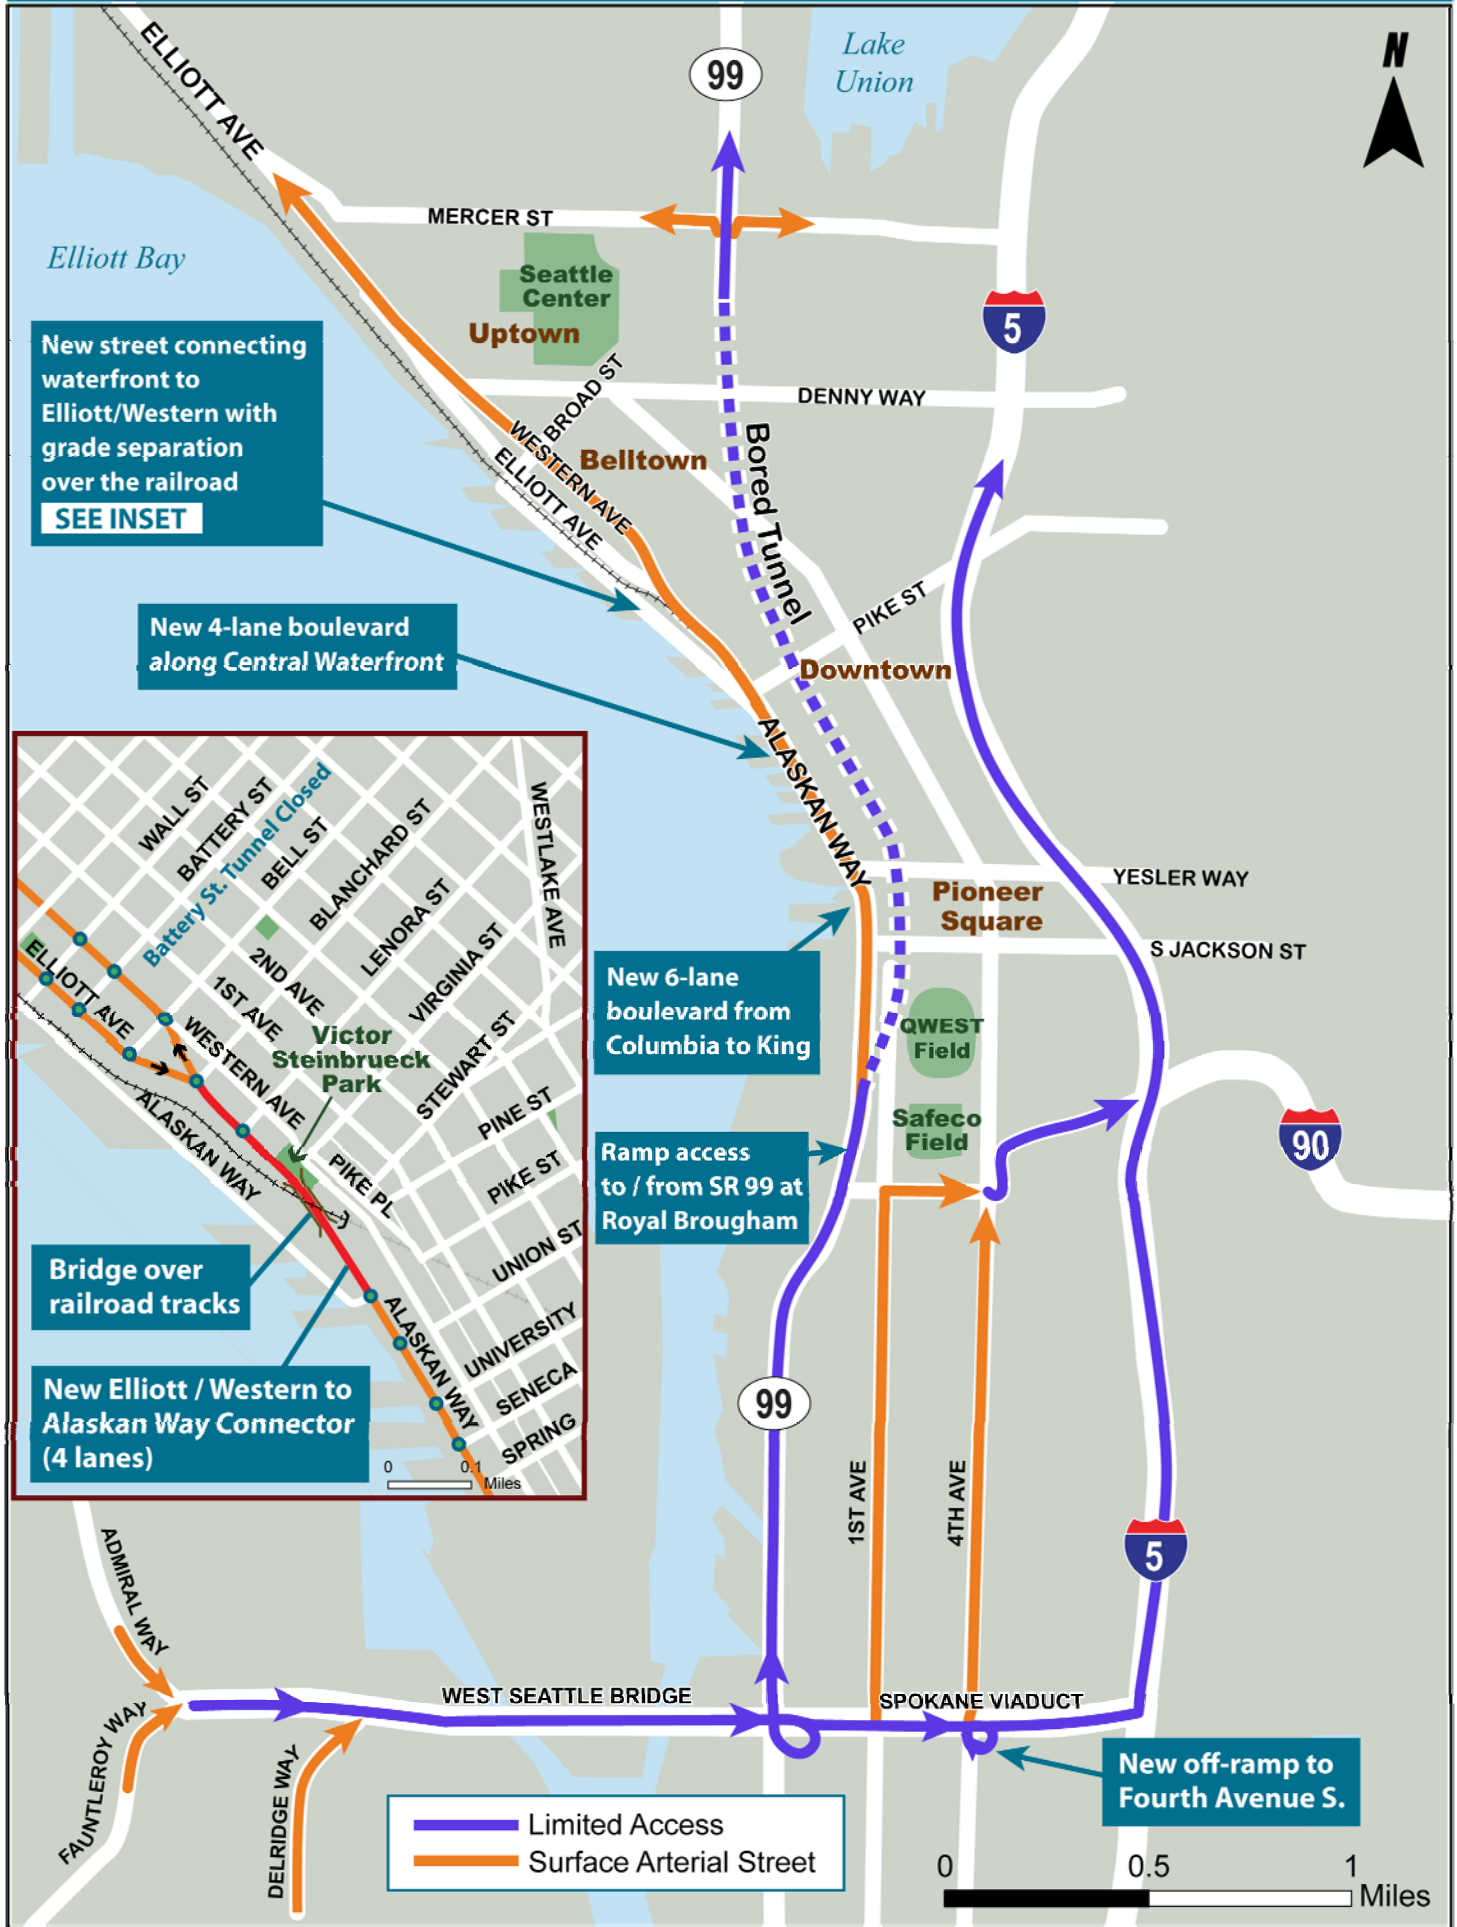 N
99
Lake
Union
ELLIOTT AVE
MERCER ST
Elliott Bay
Seattle
Center
Uptown
5
New street connecting
waterfront to
Elliott/Western with
grade separation
over the railroad
SEE INSET
BROAD ST
DENNY WAY
WESTERN AVE
ELLIOTT AVE
Belltown
Bored Tunnel
PIKE ST
New 4-lane boulevard
along Central Waterfront
Downtown
ALASKAN WAY
YESLER WAY
Pioneer
Square
S JACKSON ST
New 6-lane
boulevard from
Columbia to King
QWEST
Field
Safeco
Field
90
Ramp access
to / from SR 99 at
Royal Brougham
WALL ST
BATTERY ST
Battery St. Tunnel Closed
BELL ST
BLANCHARD ST
LENORA ST
VIRGINIA ST
WESTLAKE AVE
2ND AVE
1ST AVE
ELLIOTT AVE
WESTERN AVE
Victor
Steinbrueck
Park
STEWART ST
PINE ST
PIKE ST
PIKE PL
ALASKAN WAY
UNION ST
UNIVERSITY
SENECA
SPRING
ALASKAN WAY
Bridge over
railroad tracks
New Elliott / Western to
Alaskan Way Connector
(4 lanes)
0 0.1
Miles
99
1ST AVE
4TH AVE
5
ADMIRAL WAY
FAUNTLEROY WAY
DELRIDGE WAY
WEST SEATTLE BRIDGE
SPOKANE VIADUCT
New off-ramp to
Fourth Avenue S.
Limited Access
Surface Arterial Street
0 0.5 1
Miles